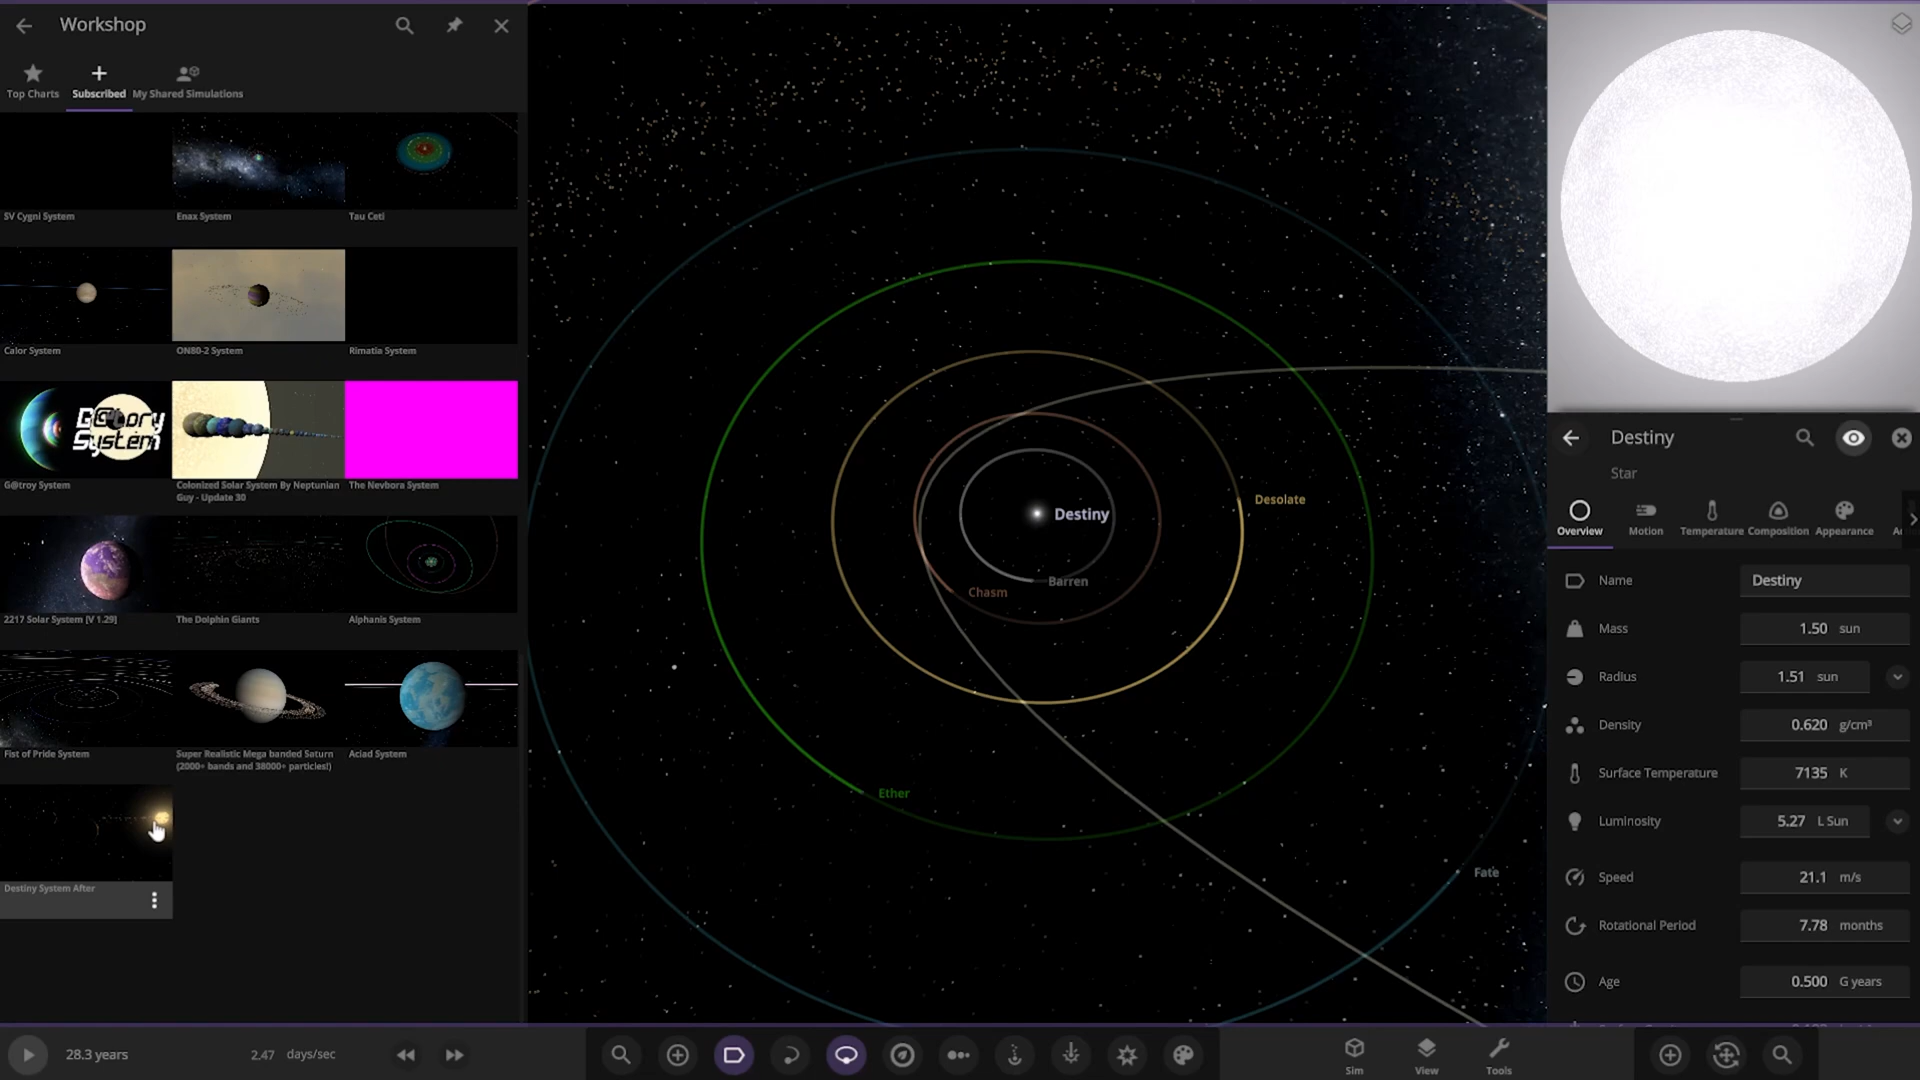 Workshop
Top Charts
Subscribed
My Shared Simulations
SV Cygni System
Enax System
Tau Ceti
Calor System
ON80-2 System
Rimatia System
G@tory
System
G@troy System
Colonized Solar System By Neptunian
Guy - Update 30
The Nevbora System
2217 Solar System [V 1.29]
The Dolphin Giants
Alphanis System
Fist of Pride System
Super Realistic Mega banded Saturn
(2000+ bands and 38000+ particles!)
Aciad System
Destiny System After
Destiny
Barren
Chasm
Desolate
Ether
Fate
Destiny
Star
Overview
Motion
Temperature
Composition
Appearance
Name
Destiny
Mass
1.50 sun
Radius
1.51 sun
Density
0.620 g/cm³
Surface Temperature
7135 K
Luminosity
5.27 L Sun
Speed
21.1 m/s
Rotational Period
7.78 months
Age
0.500 G years
28.3 years
2.47 days/sec
Sim
View
Tools